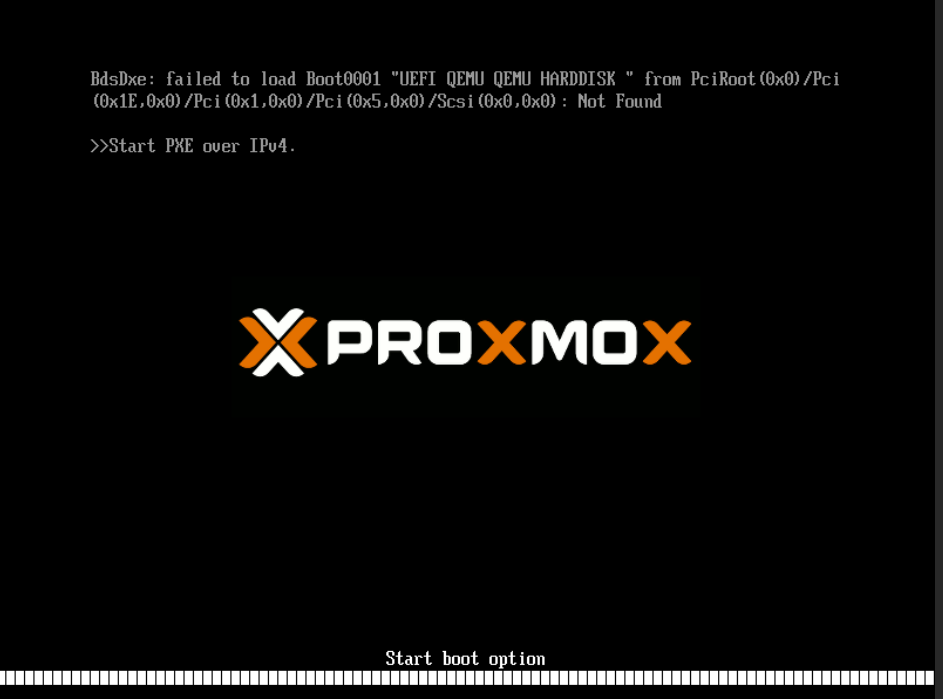 BdsDxe: failed to load Boot0001 "UEFI QEMU QEMU HARDDISK " from PciRoot(0x0)/Pci
(0x1E,0x0)/Pci(0x1,0x0)/Pci(0x5,0x0)/Scsi(0x0,0x0): Not Found
>>Start PXE over IPv4.
PROXMOX
Start boot option